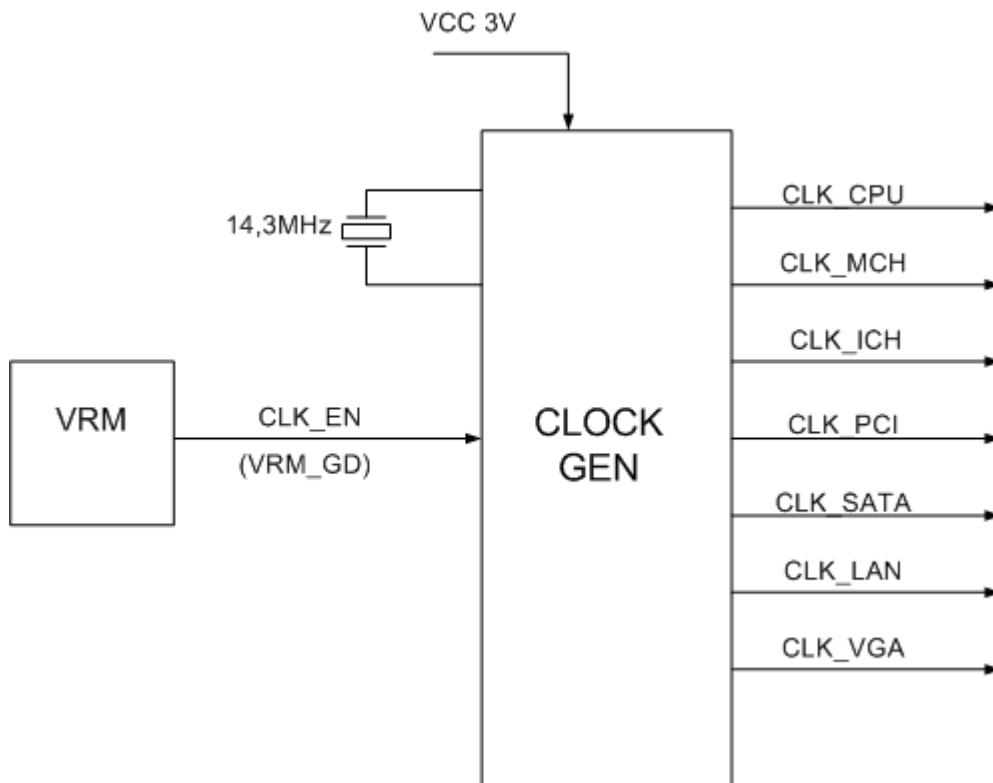 VCC 3V
14,3MHz
VRM
CLK_EN
(VRM_GD)
CLOCK
GEN
CLK_CPU
CLK_MCH
CLK_ICH
CLK_PCI
CLK_SATA
CLK_LAN
CLK_VGA